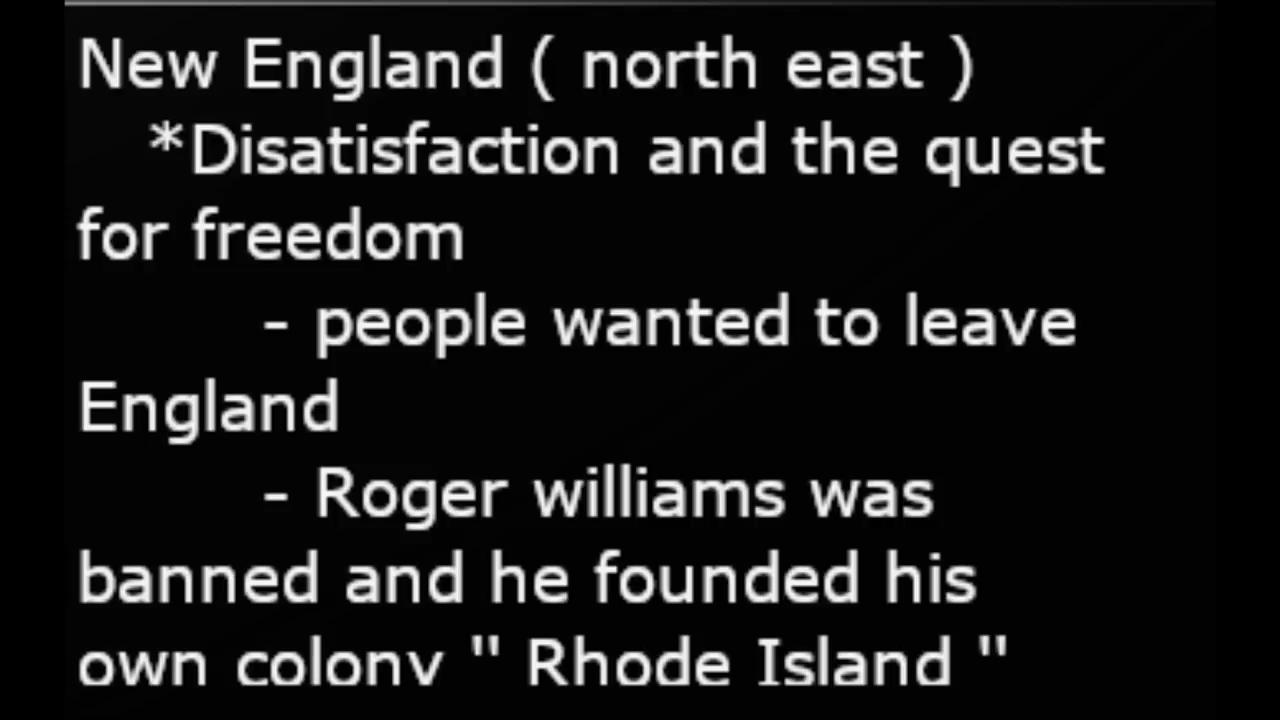 New England ( north east )
*Disatisfaction and the quest
for freedom
- people wanted to leave
England
- Roger williams was
banned and he founded his
own colony " Rhode Island "